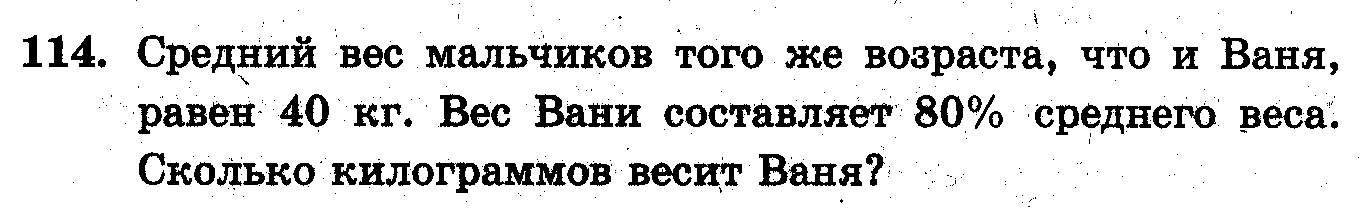 114. Средний вес мальчиков того же возраста, что и Ваня,
равен 40 кг. Вес Вани составляет 80% среднего веса.
Сколько килограммов весит Ваня?